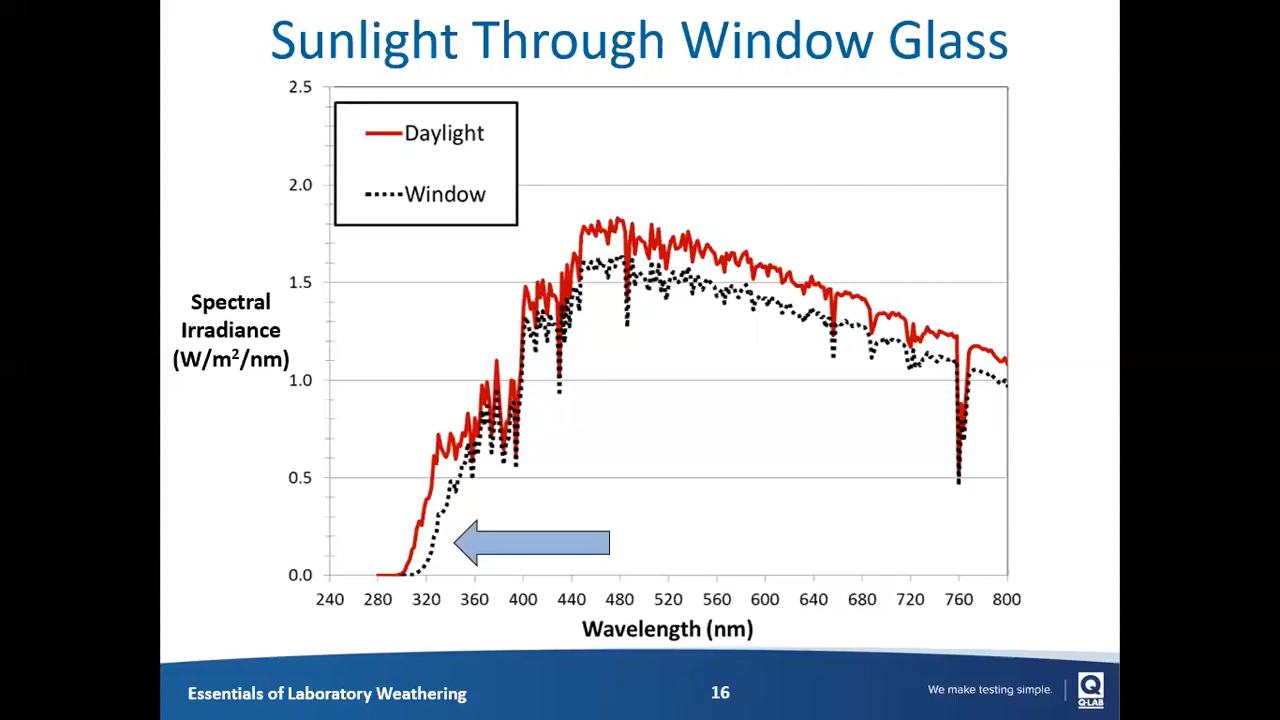 Sunlight Through Window Glass
2.5
2.0
1.5
1.0
0.5
0.0
Daylight
Window
Spectral
Irradiance
(W/m²/nm)
240 280 320 360 400 440 480 520 560 600 640 680 720 760 800
Wavelength (nm)
Essentials of Laboratory Weathering
16
We make testing simple.
Q
Q-LAB